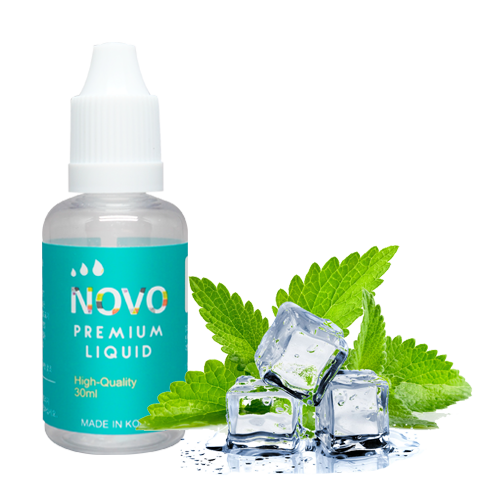 NOVO
PREMIUM
LIQUID
High-Quality
30ml
MADE IN KO